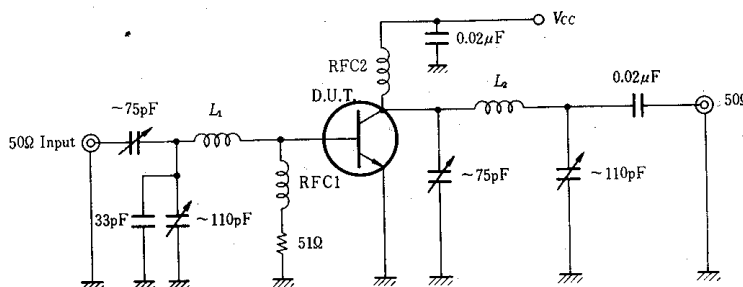 Vcc
0.02μF
RFC2
L₂
0.02μF
D.U.T.
~75pF
L₁
50Ω Input
50Ω
RFC1
~75pF
~110pF
33pF
~110pF
51Ω